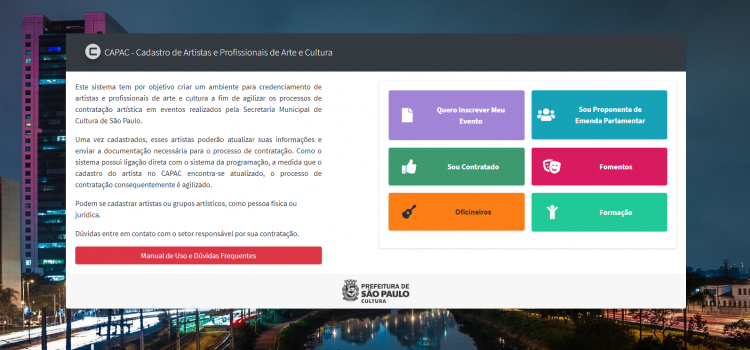 CAPAC - Cadastro de Artistas e Profissionais de Arte e Cultura
Este sistema tem por objetivo criar um ambiente para credenciamento de
artistas e profissionais de arte e cultura a fim de agilizar os processos de
contratação artística em eventos realizados pela Secretaria Municipal de
Cultura de São Paulo.
Uma vez cadastrados, esses artistas poderão atualizar suas informações e
enviar a documentação necessária para o processo de contratação. Como o
sistema possui ligação direta com o sistema da programação, a medida que o
cadastro do artista no CAPAC encontra-se atualizado, o processo de
contratação consequentemente é agilizado.
Podem se cadastrar artistas ou grupos artísticos, como pessoa física ou
jurídica.
Dúvidas entre em contato com o setor responsável por sua contratação.
Manual de Uso e Dúvidas Frequentes
Quero Inscrever Meu
Evento
Sou Proponente de
Emenda Parlamentar
Sou Contratado
Fomentos
Oficineiros
Formação
PREFEITURA DE
SÃO PAULO
CULTURA